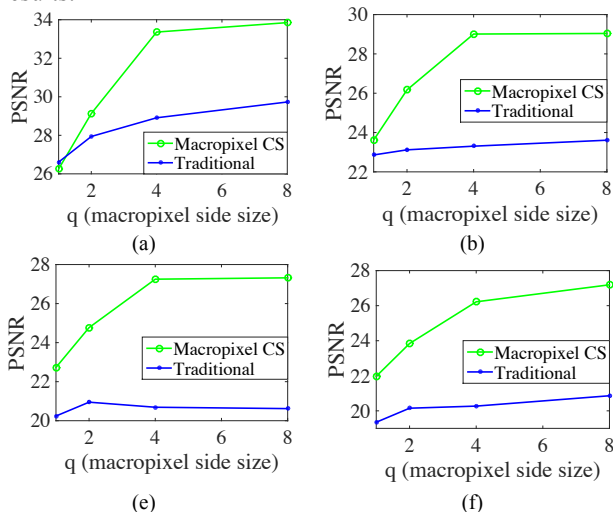 34
32
30
28
26
PSNR
Macropixel CS
Traditional
2 4 6 8
q (macropixel side size)
(a)
30
28
26
24
22
PSNR
Macropixel CS
Traditional
2 4 6 8
q (macropixel side size)
(b)
28
26
24
22
20
PSNR
Macropixel CS
Traditional
2 4 6 8
q (macropixel side size)
(e)
28
26
24
22
20
PSNR
Macropixel CS
Traditional
2 4 6 8
q (macropixel side size)
(f)